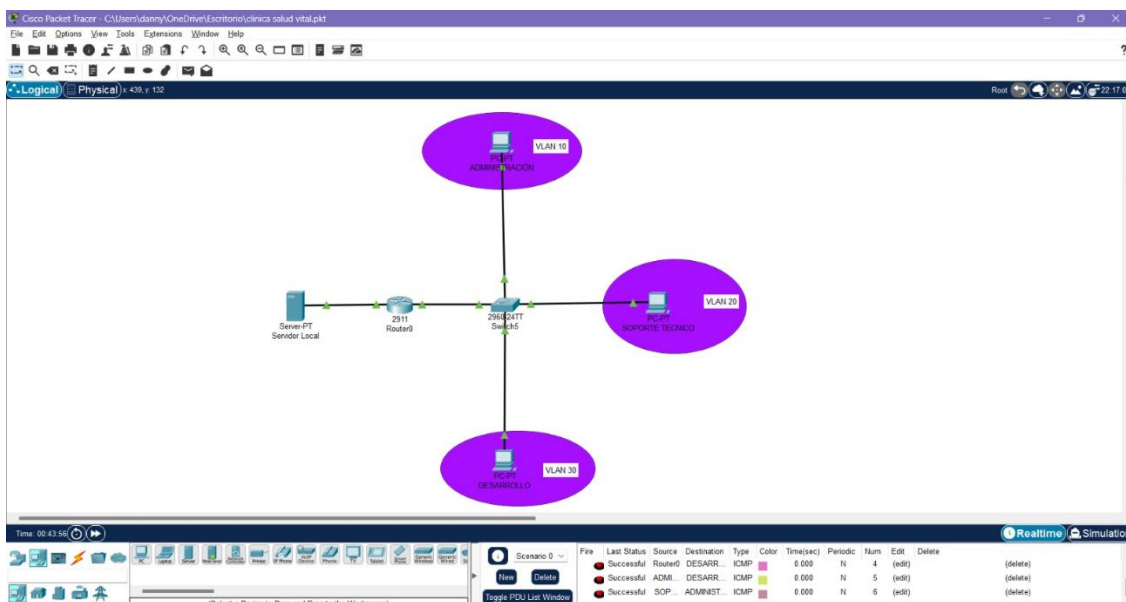 Cisco Packet Tracer - C:\Users\danny\OneDrive\Escritorio\clinica salud vital.pkt
File Edit Options View Tools Extensions Window Help
Logical Physical x: 439, y: 132
Root 22:17:0
VLAN 10
PC-PT
ADMINISTRACIÓN
VLAN 20
PC-PT
SOPORTE TECNICO
Server-PT
Servidor Local
2911
Router0
2960-24TT
Switch5
VLAN 30
PC-PT
DESARROLLO
Time: 00:43:56
Realtime Simulatio
Scenario 0
New Delete
Toggle PDU List Window
Fire Last Status Source Destination Type Color Time(sec) Periodic Num Edit Delete
Successful Router0 DESARR... ICMP 0.000 N 4 (edit) (delete)
Successful ADMI... DESARR... ICMP 0.000 N 5 (edit) (delete)
Successful SOP... ADMINIST... ICMP 0.000 N 6 (edit) (delete)